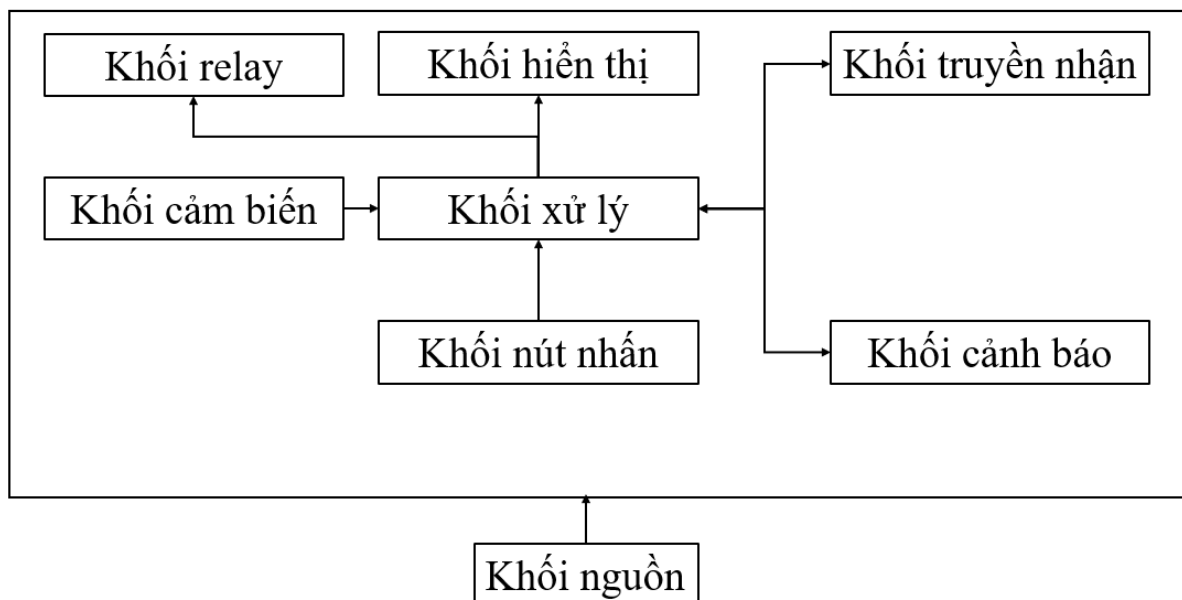 Khối relay
Khối hiển thị
Khối truyền nhận
Khối cảm biến
Khối xử lý
Khối nút nhấn
Khối cảnh báo
Khối nguồn